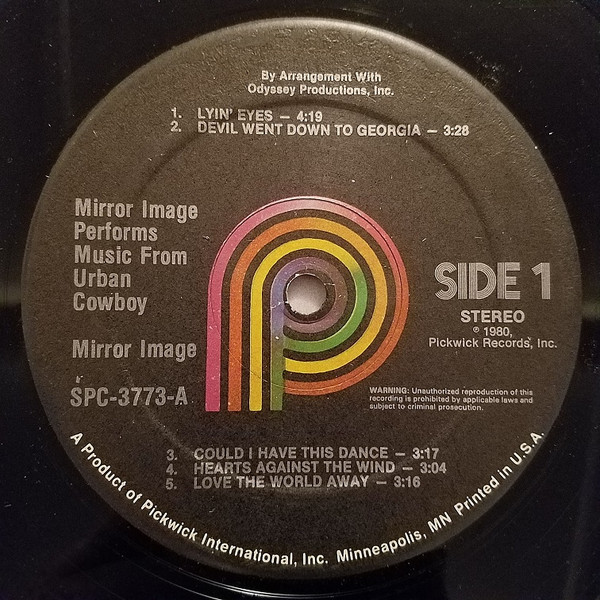 By Arrangement With
Odyssey Productions, Inc.
1. LYIN' EYES – 4:19
2. DEVIL WENT DOWN TO GEORGIA – 3:28
Mirror Image
Performs
Music From
Urban
Cowboy
Mirror Image
SPC-3773-A
SIDE 1
STEREO
℗ 1980,
Pickwick Records, Inc.
WARNING: Unauthorized reproduction of this
recording is prohibited by applicable laws and
subject to criminal prosecution.
3. COULD I HAVE THIS DANCE – 3:17
4. HEARTS AGAINST THE WIND – 3:04
5. LOVE THE WORLD AWAY – 3:16
A Product of Pickwick International, Inc. Minneapolis, MN Printed in U.S.A.